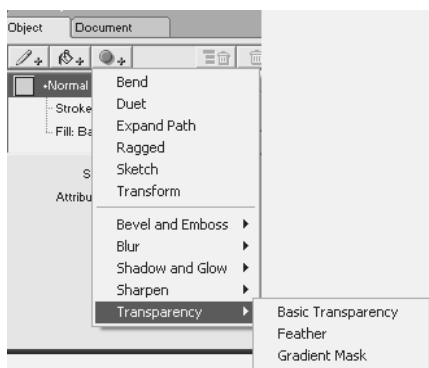 Object Document
Normal
Bend
Stroke
Duet
Fill: Ba
Expand Path
Ragged
S
Sketch
Attribu
Transform
Bevel and Emboss
Blur
Shadow and Glow
Sharpen
Transparency
Basic Transparency
Feather
Gradient Mask